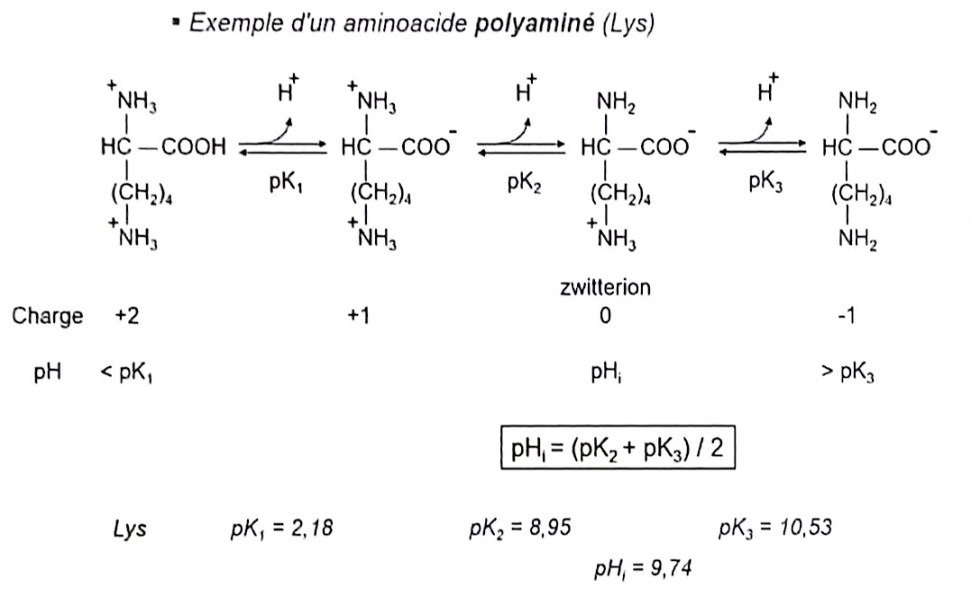 ▪ Exemple d'un aminoacide polyaminé (Lys)
⁺NH₃ H⁺ ⁺NH₃ H⁺ NH₂ H⁺ NH₂
HC – COOH HC – COO⁻ HC – COO⁻ HC – COO⁻
pK₁ pK₂ pK₃
(CH₂)₄ (CH₂)₄ (CH₂)₄ (CH₂)₄
⁺NH₃ ⁺NH₃ ⁺NH₃ NH₂
zwitterion
Charge +2 +1 0 -1
pH < pK₁ pHᵢ > pK₃
pHᵢ = (pK₂ + pK₃) / 2
Lys pK₁ = 2,18 pK₂ = 8,95 pK₃ = 10,53
pHᵢ = 9,74